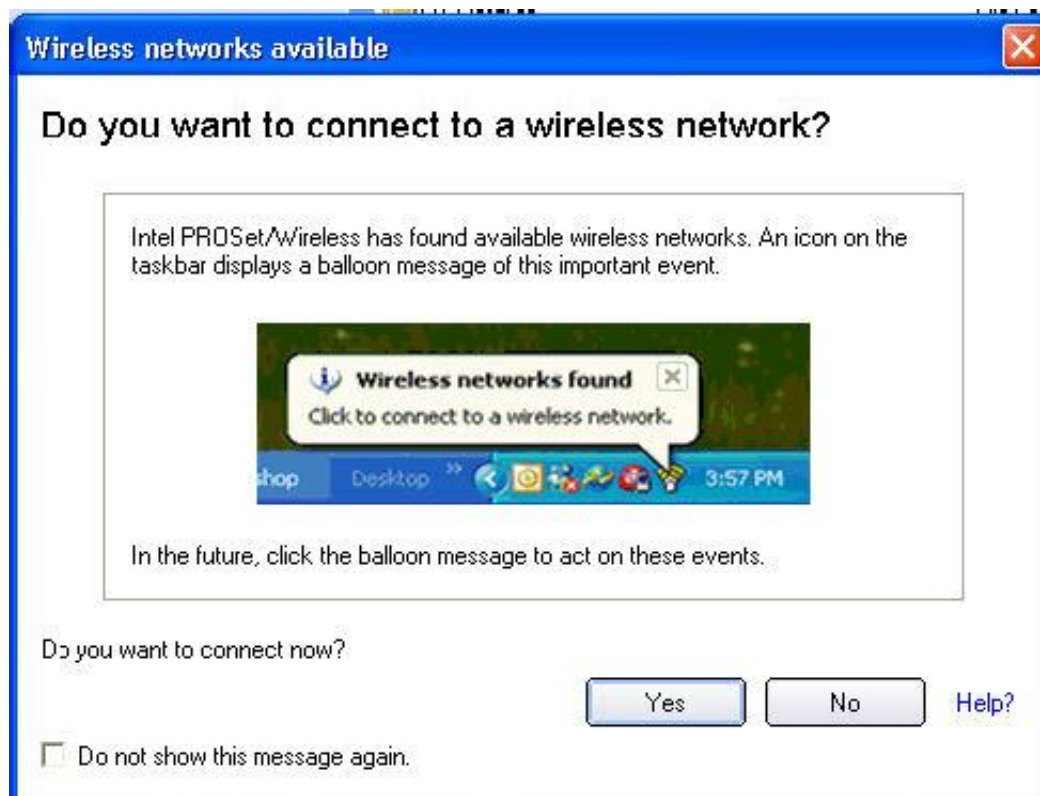 Wireless networks available
Do you want to connect to a wireless network?
Intel PROSet/Wireless has found available wireless networks. An icon on the
taskbar displays a balloon message of this important event.
Wireless networks found
Click to connect to a wireless network.
shop Desktop 3:57 PM
In the future, click the balloon message to act on these events.
Do you want to connect now?
Yes No Help?
Do not show this message again.